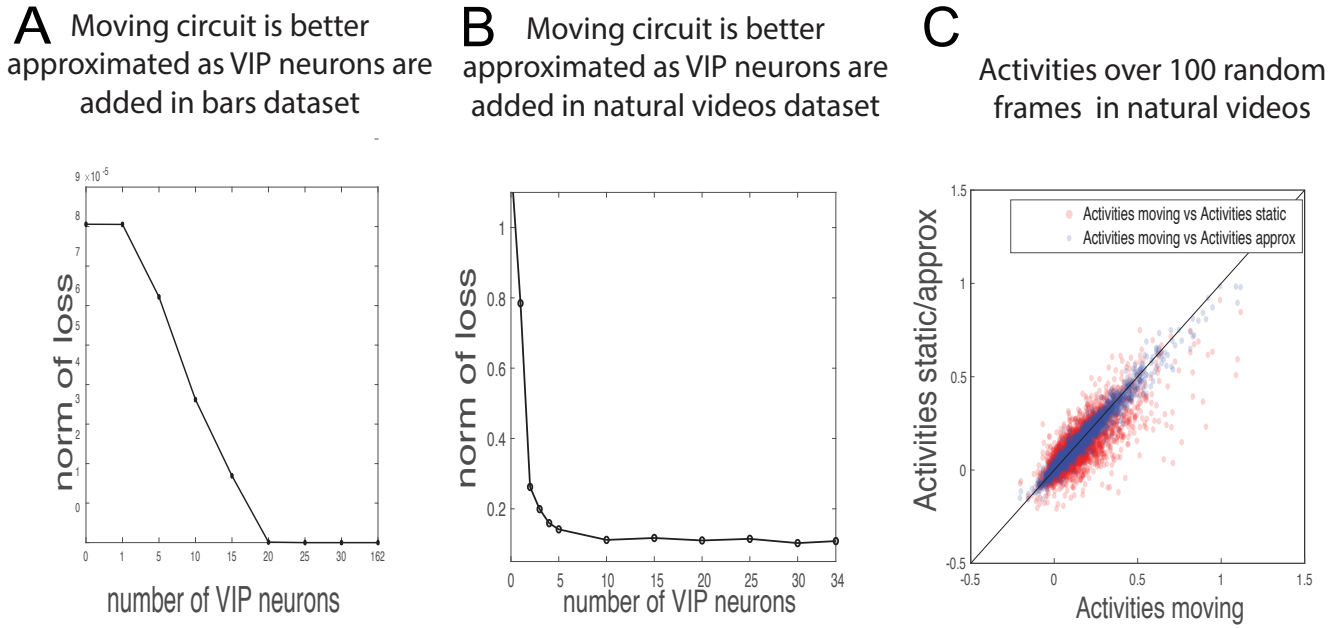 A Moving circuit is better
approximated as VIP neurons are
added in bars dataset
9 ×10 -5
8
7
6
5
4
3
2
1
0
norm of loss
0 1 5 10 15 20 25 30 162
number of VIP neurons
B Moving circuit is better
approximated as VIP neurons are
added in natural videos dataset
1
0.8
0.6
0.4
0.2
norm of loss
0 5 10 15 20 25 30 34
number of VIP neurons
C
Activities over 100 random
frames in natural videos
1.5
1
0.5
0
-0.5
Activities static/approx
Activities moving vs Activities static
Activities moving vs Activities approx
-0.5 0 0.5 1 1.5
Activities moving